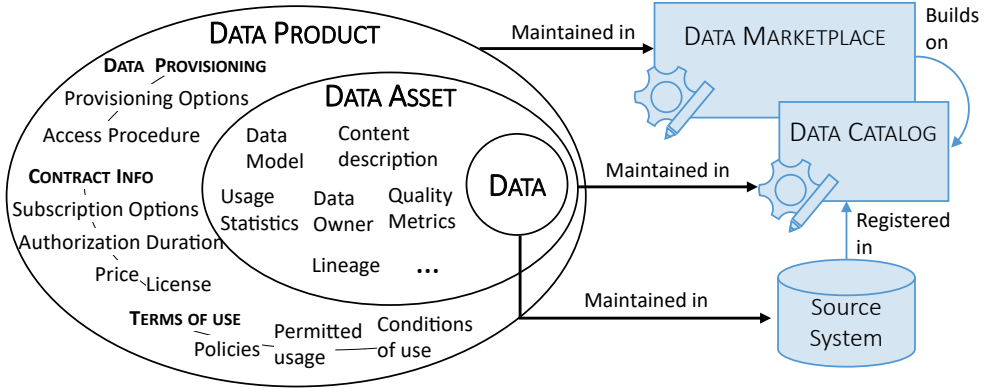 DATA PRODUCT
DATA PROVISIONING
Provisioning Options
Access Procedure
CONTRACT INFO
Subscription Options
Authorization Duration
Price
License
TERMS OF USE
Policies
Permitted
usage
Conditions
of use
DATA ASSET
Data
Model
Content
description
Usage
Statistics
Data
Owner
Quality
Metrics
Lineage
...
DATA
Maintained in
DATA MARKETPLACE
Builds
on
Maintained in
DATA CATALOG
Registered
in
Maintained in
Source
System